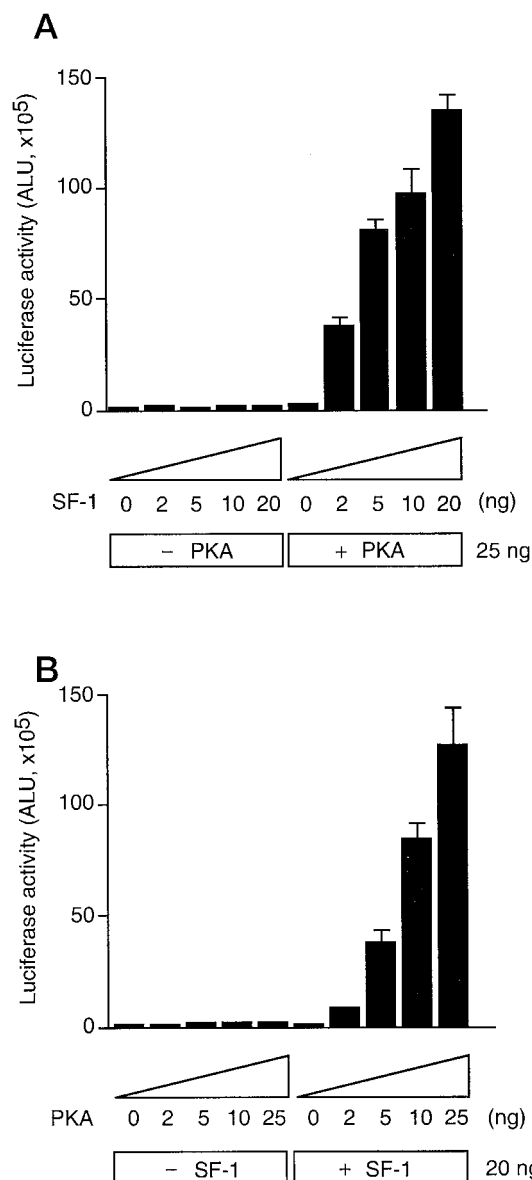 A
Luciferase activity (ALU, x10⁵)
150
100
50
0
SF-1 0 2 5 10 20 0 2 5 10 20 (ng)
− PKA + PKA 25 ng
B
Luciferase activity (ALU, x10⁵)
150
100
50
0
PKA 0 2 5 10 25 0 2 5 10 25 (ng)
− SF-1 + SF-1 20 ng